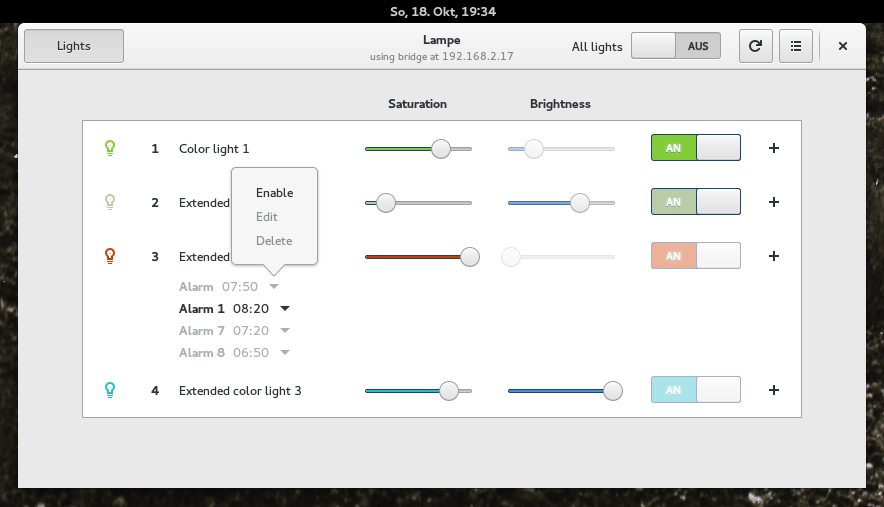 So, 18. Okt, 19:34
Lights
Lampe
using bridge at 192.168.2.17
All lights
AUS
Saturation Brightness
1 Color light 1 AN
Enable
2 Extended AN
Edit
Delete
3 Extended AN
Alarm 07:50
Alarm 1 08:20
Alarm 7 07:20
Alarm 8 06:50
4 Extended color light 3 AN